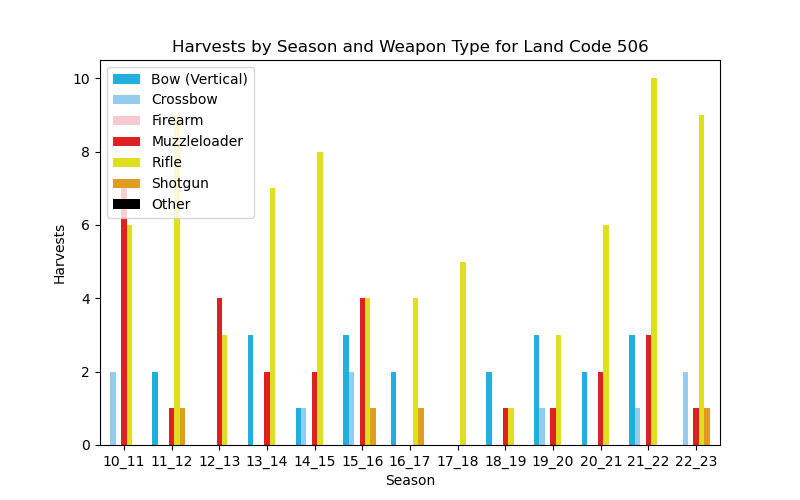 Harvests by Season and Weapon Type for Land Code 506
10
8
6
4
2
0
Harvests
Bow (Vertical)
Crossbow
Firearm
Muzzleloader
Rifle
Shotgun
Other
10_11 11_12 12_13 13_14 14_15 15_16 16_17 17_18 18_19 19_20 20_21 21_22 22_23
Season